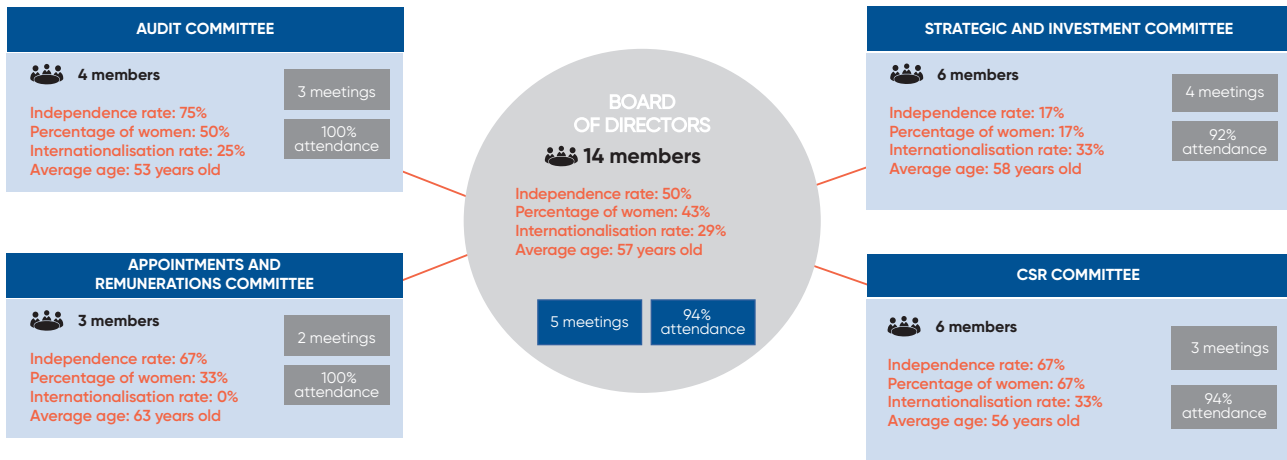 AUDIT COMMITTEE
4 members
Independence rate: 75%
Percentage of women: 50%
Internationalisation rate: 25%
Average age: 53 years old
3 meetings
100%
attendance
APPOINTMENTS AND
REMUNERATIONS COMMITTEE
3 members
Independence rate: 67%
Percentage of women: 33%
Internationalisation rate: 0%
Average age: 63 years old
2 meetings
100%
attendance
BOARD
OF DIRECTORS
14 members
Independence rate: 50%
Percentage of women: 43%
Internationalisation rate: 29%
Average age: 57 years old
5 meetings
94%
attendance
STRATEGIC AND INVESTMENT COMMITTEE
6 members
Independence rate: 17%
Percentage of women: 17%
Internationalisation rate: 33%
Average age: 58 years old
4 meetings
92%
attendance
CSR COMMITTEE
6 members
Independence rate: 67%
Percentage of women: 67%
Internationalisation rate: 33%
Average age: 56 years old
3 meetings
94%
attendance